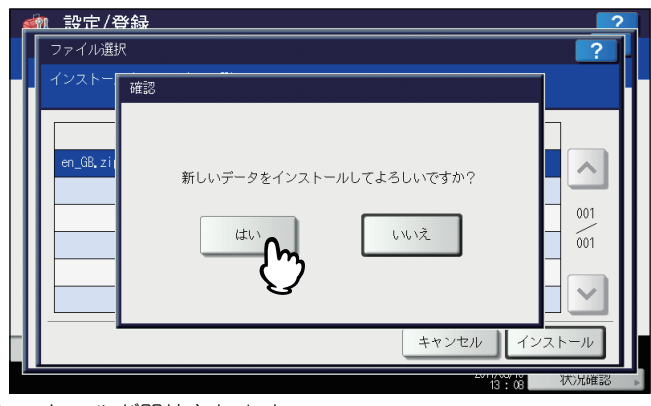 設定/登録
?
ファイル選択
?
インストー
確認
en_GB.zip
新しいデータをインストールしてよろしいですか?
はい
いいえ
001
001
キャンセル
インストール
13 : 08
状況確認